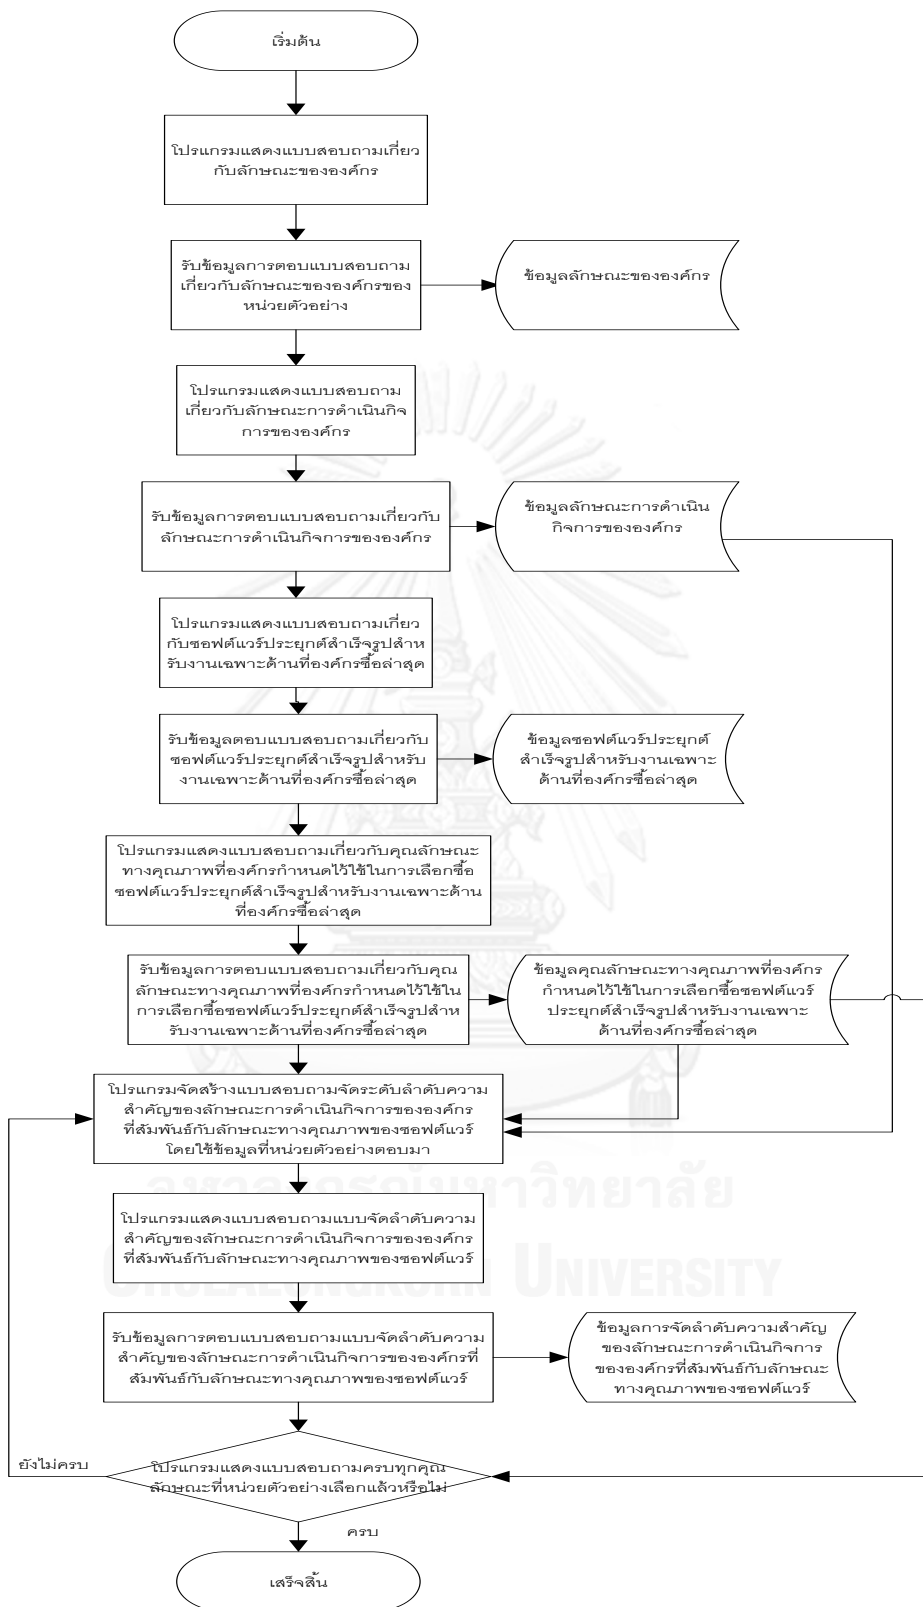 เริ่มต้น
โปรแกรมแสดงแบบสอบถามเกี่ยว
กับลักษณะขององค์กร
รับข้อมูลการตอบแบบสอบถาม
เกี่ยวกับลักษณะขององค์กรของ
หน่วยตัวอย่าง
ข้อมูลลักษณะขององค์กร
โปรแกรมแสดงแบบสอบถาม
เกี่ยวกับลักษณะการดำเนินกิจ
การขององค์กร
รับข้อมูลการตอบแบบสอบถามเกี่ยวกับ
ลักษณะการดำเนินกิจการขององค์กร
ข้อมูลลักษณะการดำเนิน
กิจการขององค์กร
โปรแกรมแสดงแบบสอบถามเกี่ยว
กับซอฟต์แวร์ประยุกต์สำเร็จรูปสำห
รับงานเฉพาะด้านที่องค์กรซื้อล่าสุด
รับข้อมูลตอบแบบสอบถามเกี่ยวกับ
ซอฟต์แวร์ประยุกต์สำเร็จรูปสำหรับ
งานเฉพาะด้านที่องค์กรซื้อล่าสุด
ข้อมูลซอฟต์แวร์ประยุกต์
สำเร็จรูปสำหรับงานเฉพาะ
ด้านที่องค์กรซื้อล่าสุด
โปรแกรมแสดงแบบสอบถามเกี่ยวกับคุณลักษณะ
ทางคุณภาพที่องค์กรกำหนดไว้ใช้ในการเลือกซื้อ
ซอฟต์แวร์ประยุกต์สำเร็จรูปสำหรับงานเฉพาะด้าน
ที่องค์กรซื้อล่าสุด
รับข้อมูลการตอบแบบสอบถามเกี่ยวกับคุณ
ลักษณะทางคุณภาพที่องค์กรกำหนดไว้ใช้ใน
การเลือกซื้อซอฟต์แวร์ประยุกต์สำเร็จรูปสำห
รับงานเฉพาะด้านที่องค์กรซื้อล่าสุด
ข้อมูลคุณลักษณะทางคุณภาพที่องค์กร
กำหนดไว้ใช้ในการเลือกซื้อซอฟต์แวร์
ประยุกต์สำเร็จรูปสำหรับงานเฉพาะ
ด้านที่องค์กรซื้อล่าสุด
โปรแกรมจัดสร้างแบบสอบถามจัดระดับลำดับความ
สำคัญของลักษณะการดำเนินกิจการขององค์กร
ที่สัมพันธ์กับลักษณะทางคุณภาพของซอฟต์แวร์
โดยใช้ข้อมูลที่หน่วยตัวอย่างตอบมา
จุฬาลงกรณ์มหาวิทยาลัย
โปรแกรมแสดงแบบสอบถามแบบจัดลำดับความ
สำคัญของลักษณะการดำเนินกิจการขององค์กร
ที่สัมพันธ์กับลักษณะทางคุณภาพของซอฟต์แวร์
CHULALONGKORN UNIVERSITY
รับข้อมูลการตอบแบบสอบถามแบบจัดลำดับความ
สำคัญของลักษณะการดำเนินกิจการขององค์กรที่
สัมพันธ์กับลักษณะทางคุณภาพของซอฟต์แวร์
ข้อมูลการจัดลำดับความสำคัญ
ของลักษณะการดำเนินกิจการ
ขององค์กรที่สัมพันธ์กับลักษณะ
ทางคุณภาพของซอฟต์แวร์
ยังไม่ครบ
โปรแกรมแสดงแบบสอบถามครบทุกคุณ
ลักษณะที่หน่วยตัวอย่างเลือกแล้วหรือไม่
ครบ
เสร็จสิ้น